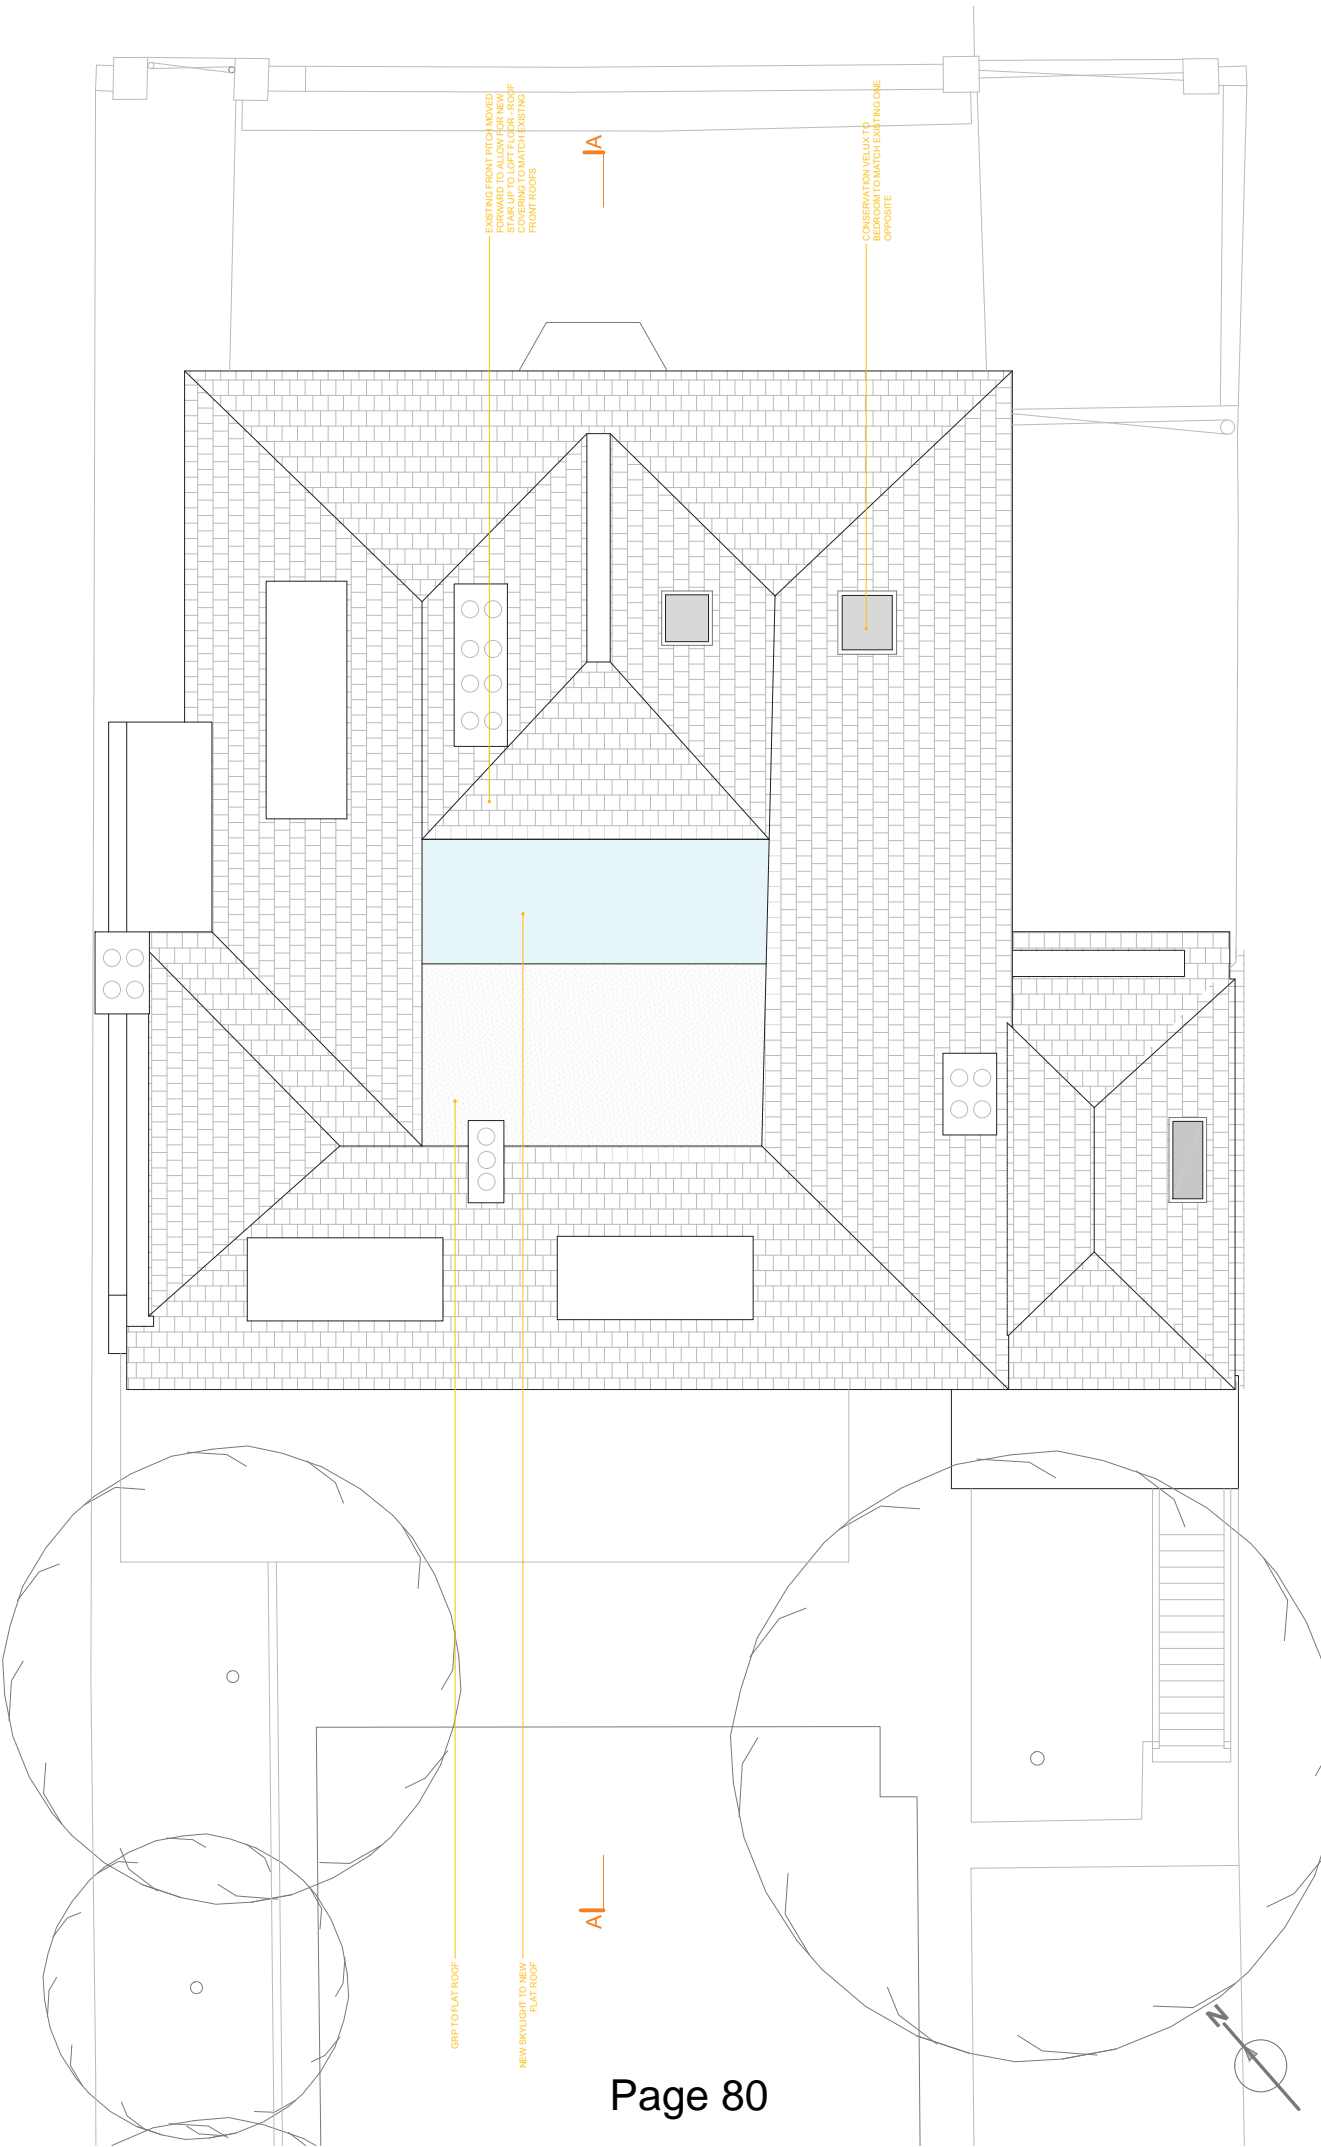 EXISTING FRONT PITCH MOVED
FORWARD TO ALLOW FOR NEW
STAIR UP TO LOFT FLOOR - ROOF
COVERING TO MATCH EXISTNG
FRONT ROOFS
A
CONSERVATION VELUX TO
BEDROOM TO MATCH EXISTING ONE
OPPOSITE
A
GRP TO FLAT ROOF
NEW SKYLIGHT TO NEW
FLAT ROOF
N
Page 80